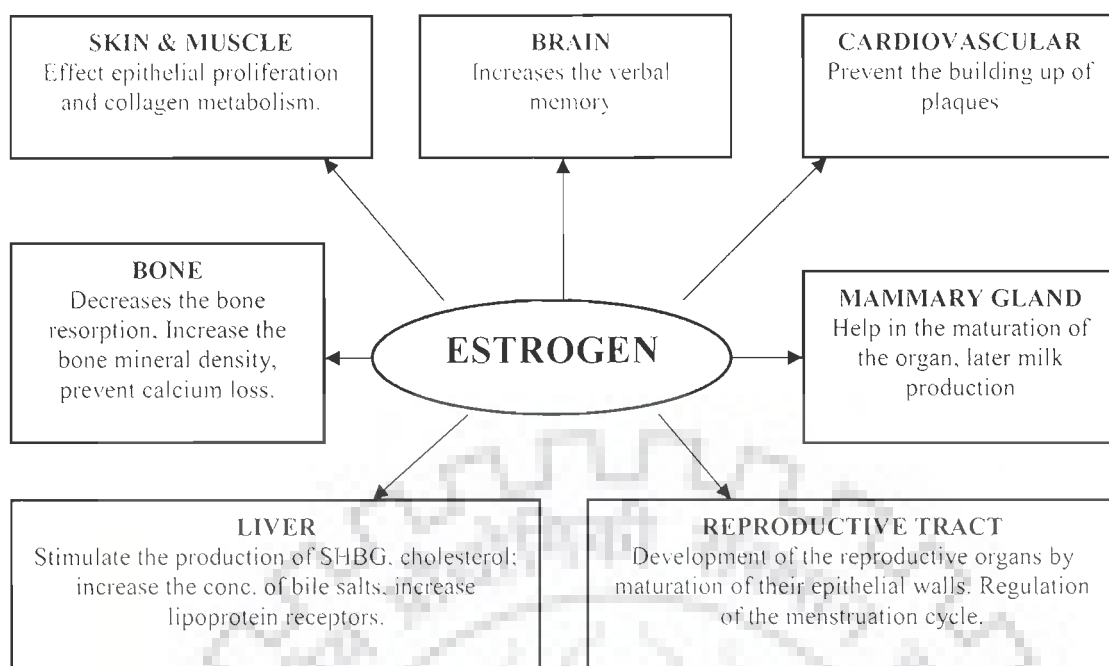 SKIN & MUSCLE
Effect epithelial proliferation
and collagen metabolism.
BRAIN
Increases the verbal
memory
CARDIOVASCULAR
Prevent the building up of
plaques
BONE
Decreases the bone
resorption. Increase the
bone mineral density,
prevent calcium loss.
ESTROGEN
MAMMARY GLAND
Help in the maturation of
the organ, later milk
production
LIVER
Stimulate the production of SHBG, cholesterol;
increase the conc. of bile salts, increase
lipoprotein receptors.
REPRODUCTIVE TRACT
Development of the reproductive organs by
maturation of their epithelial walls. Regulation
of the menstruation cycle.